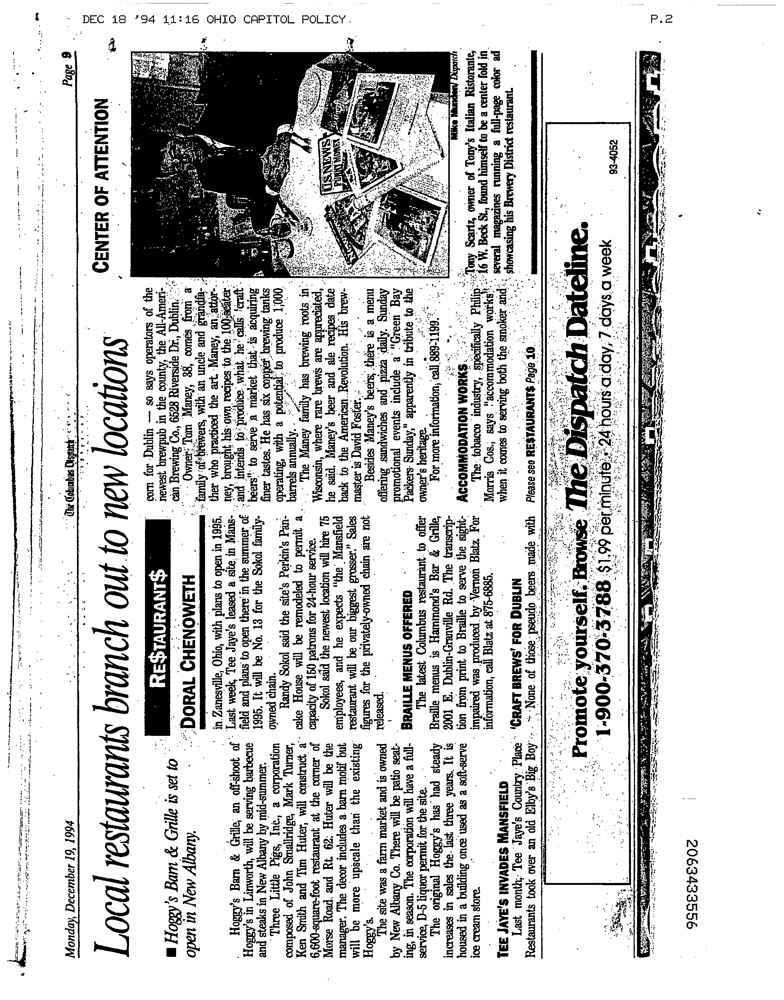 DEC 18 '94 11:16 OHIO CAPITOL POLICY P.2
Monday, December 19, 1994 The Columbus Dispatch Page 9
Local restaurants branch out to new locations
■ Hoggy's Barn & Grille is set to
open in New Albany.
Hoggy's Barn & Grille, an off-shoot of
Hoggy's in Linworth, will be serving barbecue
and steaks in New Albany by mid-summer.
Three Little Pigs, Inc., a corporation
composed of John Smallridge, Mark Turner,
Ken Smith and Tim Huter, will construct a
6,600-square-foot restaurant at the corner of
Morse Road and Rt. 62. Huter will be the
manager. The decor includes a barn motif but
will be more upscale than the existing
Hoggy's.
The site was a farm market and is owned
by New Albany Co. There will be patio seat-
ing, in season. The corporation will have a full-
service, D-5 liquor permit for the site.
The original Hoggy's has had steady
increases in sales the last three years. It is
housed in a building once used as a soft-serve
ice cream store.
TEE JAYE'S INVADES MANSFIELD
Last month, Tee Jaye's Country Place
Restaurants took over an old Elby's Big Boy
RE$TAURANT$
DORAL CHENOWETH
in Zanesville, Ohio, with plans to open in 1995.
Last week, Tee Jaye's leased a site in Mans-
field and plans to open there in the summer of
1995. It will be No. 13 for the Sokol family-
owned chain.
Randy Sokol said the site's Perkin's Pan-
cake House will be remodeled to permit a
capacity of 150 patrons for 24-hour service.
Sokol said the newest location will hire 75
employees, and he expects "the Mansfield
restaurant will be our biggest grosser." Sales
figures for the privately-owned chain are not
released.
BRAILLE MENUS OFFERED
The latest Columbus restaurant to offer
Braille menus is Hammond's Bar & Grille,
2001 E. Dublin-Granville Rd. The transcrip-
tion from print to Braille to serve the sight-
impaired was produced by Vernon Blatz. For
information, call Blatz at 875-6885.
'CRAFT BREWS' FOR DUBLIN
None of those pseudo beers made with
corn for Dublin — so says operators of the
newest brewpub in the county, the All-Ameri-
can Brewing Co., 6528 Riverside Dr., Dublin.
Owner Tom Maney, 38, comes from a
family of brewers, with an uncle and grandfa-
ther who practiced the art. Maney, an attor-
ney, brought his own recipes to the 100-seater
and intends to produce what he calls "craft
beers" to serve a market that is acquiring
finer tastes. He has six copper brewing tanks
operating, with a potential to produce 1,000
barrels annually.
The Maney family has brewing roots in
Wisconsin, where rare brews are appreciated,
he said. Maney's beer and ale recipes date
back to the American Revolution. His brew-
master is David Foster.
Besides Maney's beers, there is a menu
offering sandwiches and pizza daily. Sunday
promotional events include a "Green Bay
Packers Sunday," apparently in tribute to the
owner's heritage.
For more information, call 889-1199.
ACCOMMODATION WORKS
The tobacco industry, specifically Philip
Morris Cos., says "accommodation works"
when it comes to serving both the smoker and
Please see RESTAURANT$ Page 10
CENTER OF ATTENTION
U.S. NEWS
Mike Munden/Dispatch
Tony Scartz, owner of Tony's Italian Ristorante,
16 W. Beck St., found himself to be a center fold in
several magazines running a full-page color ad
showcasing his Brewery District restaurant.
Promote yourself. Browse The Dispatch Dateline.
1-900-370-3788 $1.99 per minute • 24 hours a day, 7 days a week
93-4052
2063433556